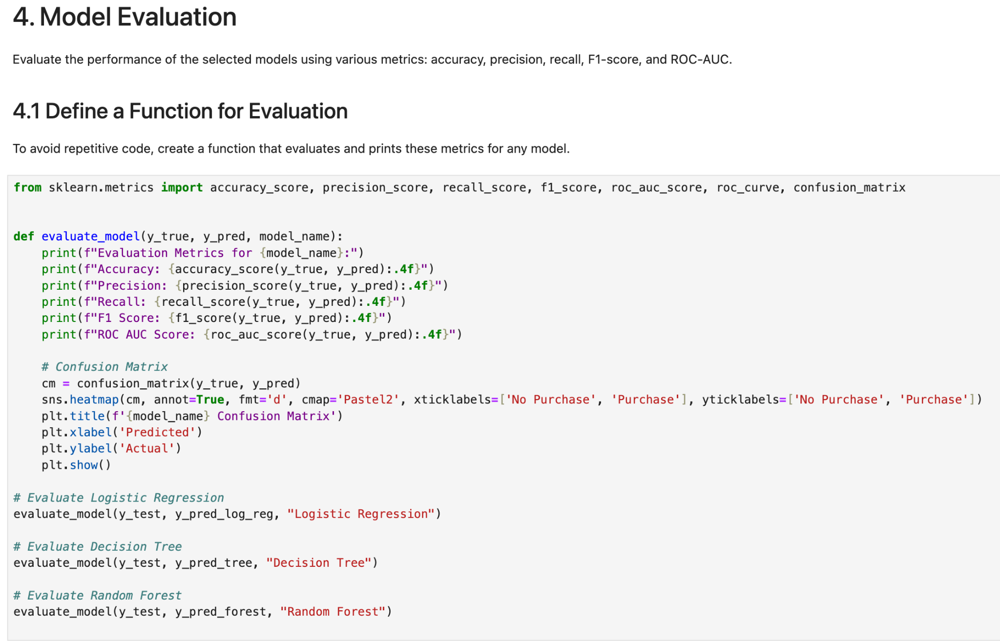 4. Model Evaluation
Evaluate the performance of the selected models using various metrics: accuracy, precision, recall, F1-score, and ROC-AUC.
4.1 Define a Function for Evaluation
To avoid repetitive code, create a function that evaluates and prints these metrics for any model.
from sklearn.metrics import accuracy_score, precision_score, recall_score, f1_score, roc_auc_score, roc_curve, confusion_matrix
def evaluate_model(y_true, y_pred, model_name):
    print(f"Evaluation Metrics for {model_name}:")
    print(f"Accuracy: {accuracy_score(y_true, y_pred):.4f}")
    print(f"Precision: {precision_score(y_true, y_pred):.4f}")
    print(f"Recall: {recall_score(y_true, y_pred):.4f}")
    print(f"F1 Score: {f1_score(y_true, y_pred):.4f}")
    print(f"ROC AUC Score: {roc_auc_score(y_true, y_pred):.4f}")
    # Confusion Matrix
    cm = confusion_matrix(y_true, y_pred)
    sns.heatmap(cm, annot=True, fmt='d', cmap='Pastel2', xticklabels=['No Purchase', 'Purchase'], yticklabels=['No Purchase', 'Purchase'])
    plt.title(f'{model_name} Confusion Matrix')
    plt.xlabel('Predicted')
    plt.ylabel('Actual')
    plt.show()
# Evaluate Logistic Regression
evaluate_model(y_test, y_pred_log_reg, "Logistic Regression")
# Evaluate Decision Tree
evaluate_model(y_test, y_pred_tree, "Decision Tree")
# Evaluate Random Forest
evaluate_model(y_test, y_pred_forest, "Random Forest")